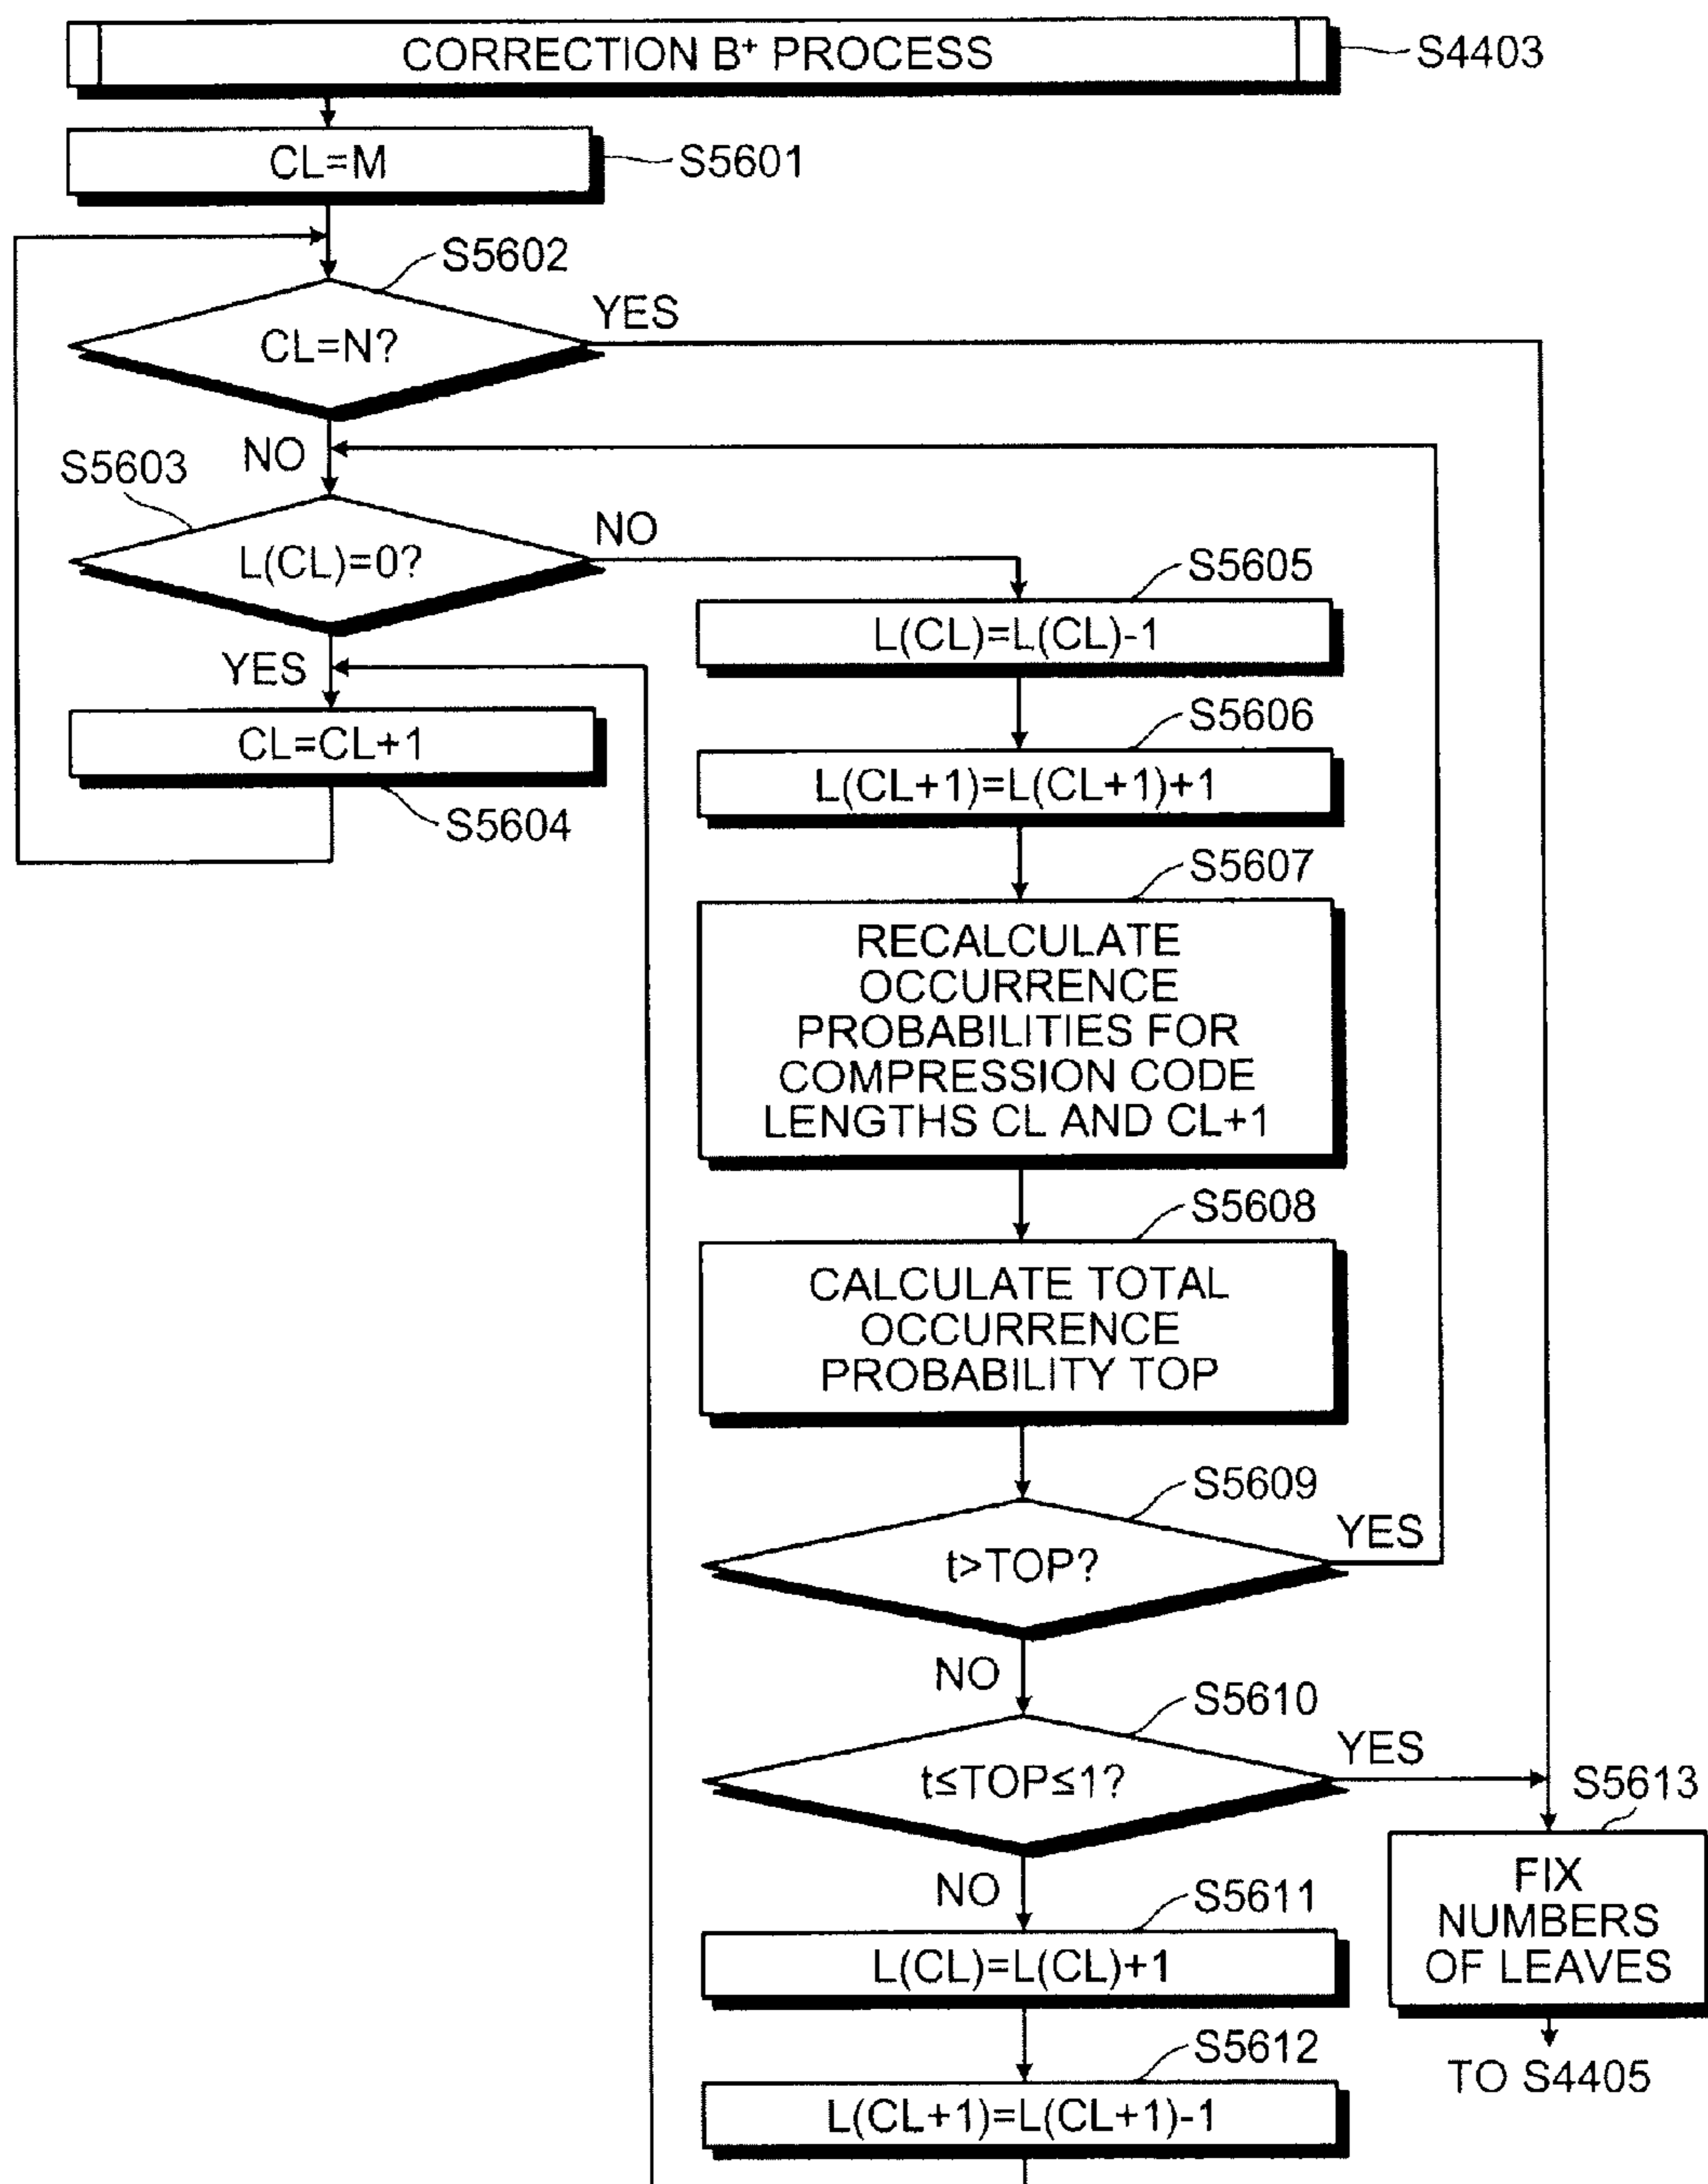 CORRECTION B+ PROCESS
S4403
CL=M
S5601
S5602
CL=N?
YES
NO
S5603
L(CL)=0?
NO
YES
CL=CL+1
S5604
S5605
L(CL)=L(CL)-1
S5606
L(CL+1)=L(CL+1)+1
S5607
RECALCULATE
OCCURRENCE
PROBABILITIES FOR
COMPRESSION CODE
LENGTHS CL AND CL+1
S5608
CALCULATE TOTAL
OCCURRENCE
PROBABILITY TOP
S5609
t>TOP?
YES
NO
S5610
t≤TOP≤1?
YES
NO
S5611
L(CL)=L(CL)+1
S5612
L(CL+1)=L(CL+1)-1
S5613
FIX
NUMBERS
OF LEAVES
TO S4405